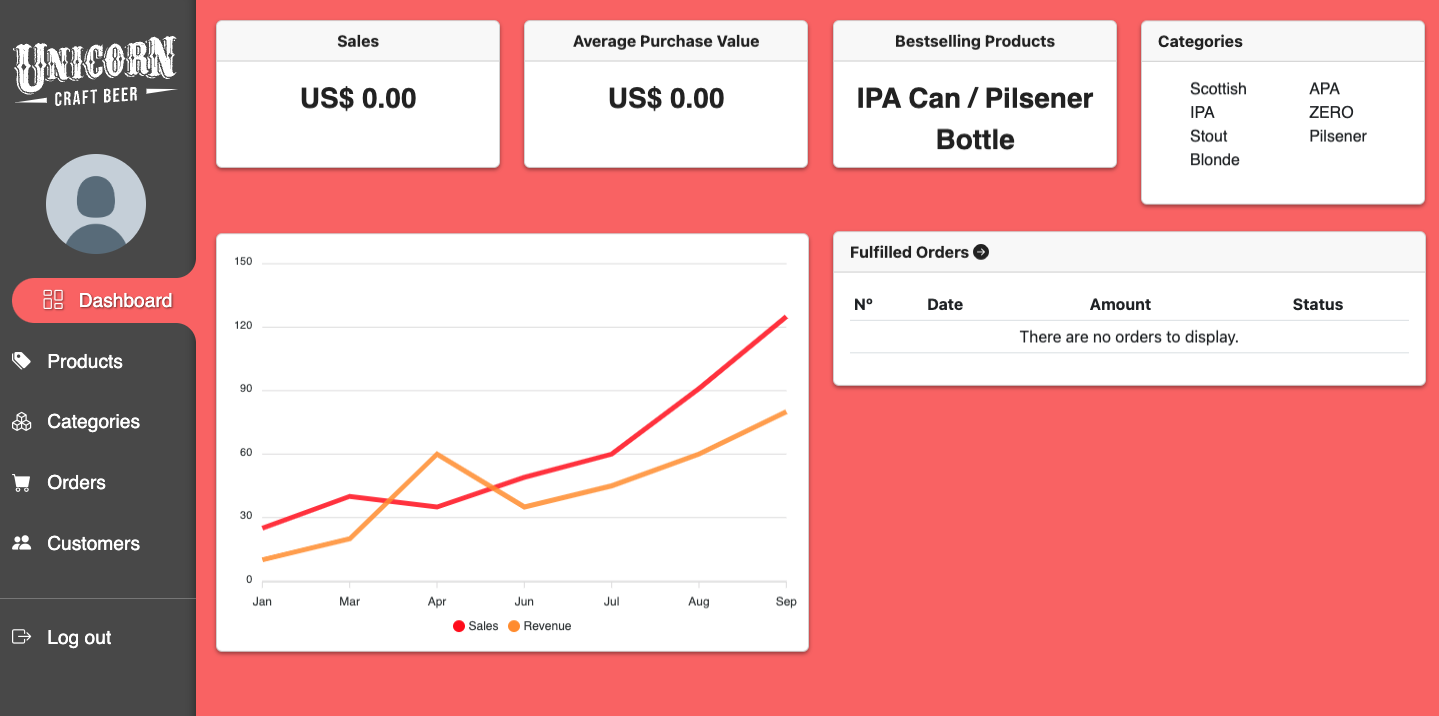 UNICORN
CRAFT BEER
Dashboard
Products
Categories
Orders
Customers
Log out
Sales
US$ 0.00
Average Purchase Value
US$ 0.00
Bestselling Products
IPA Can / Pilsener
Bottle
Categories
Scottish APA
IPA ZERO
Stout Pilsener
Blonde
150
120
90
60
30
0
Jan Mar Apr Jun Jul Aug Sep
Sales Revenue
Fulfilled Orders
Nº Date Amount Status
There are no orders to display.